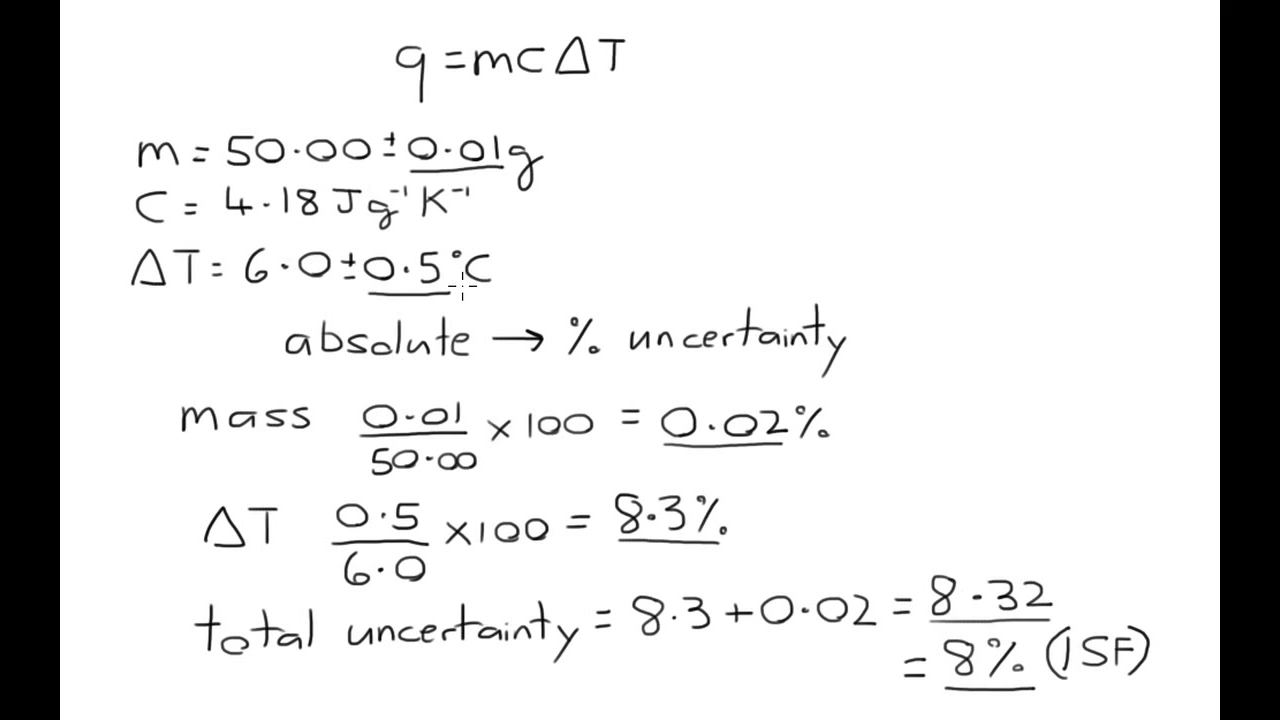 q = mcΔT
m = 50.00 ± 0.01g
C = 4.18 Jg⁻¹K⁻¹
ΔT = 6.0 ± 0.5°C
absolute → % uncertainty
mass 0.01/50.00 × 100 = 0.02%
ΔT 0.5/6.0 × 100 = 8.3%
total uncertainty = 8.3 + 0.02 = 8.32
= 8% (1SF)